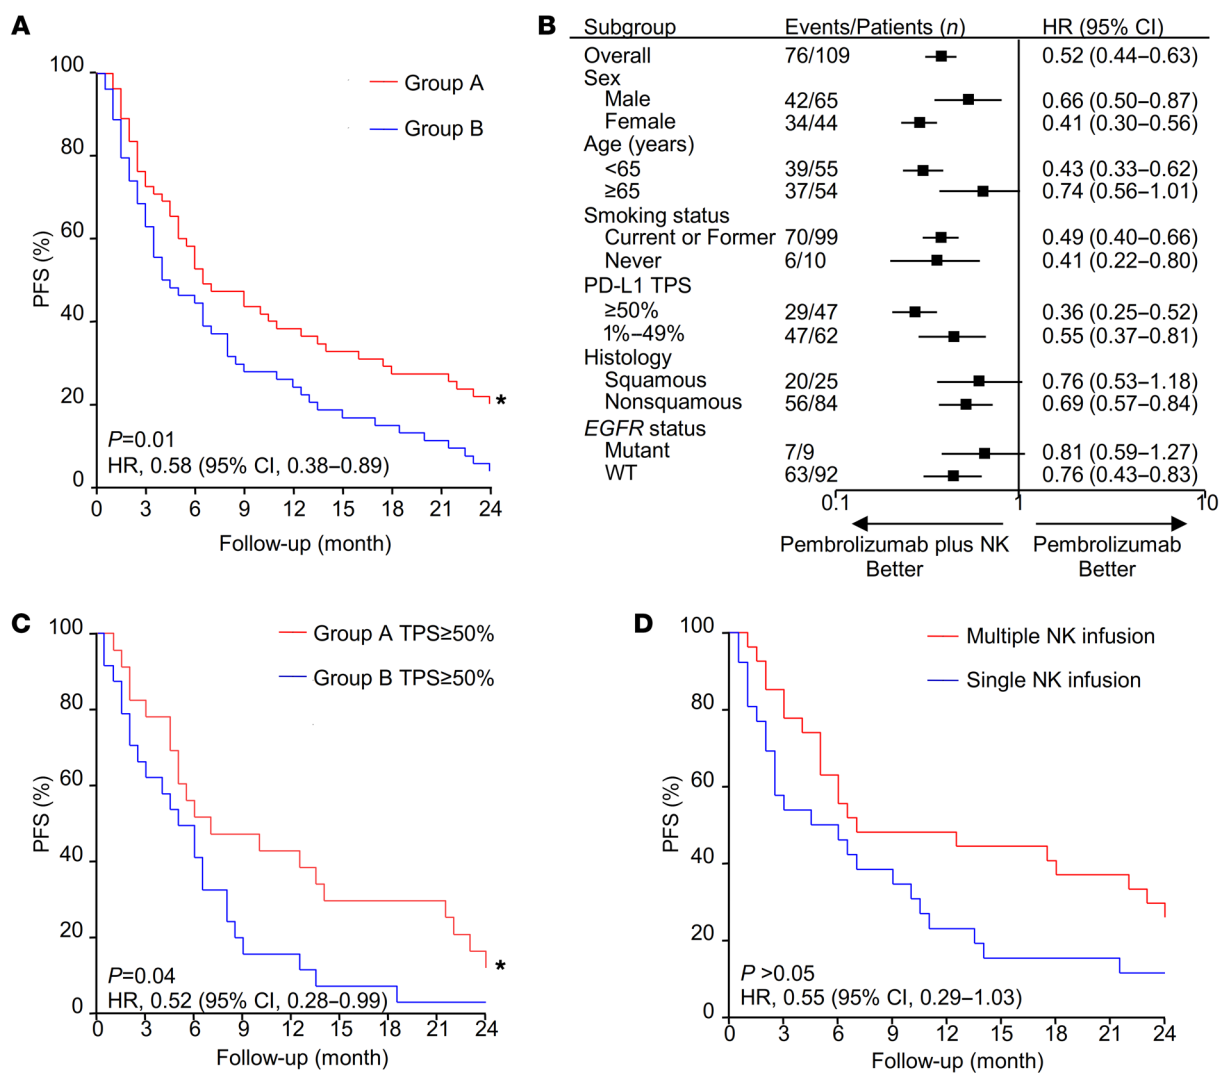 A
100
80
60
40
20
0
PFS (%)
Group A
Group B
*
P=0.01
HR, 0.58 (95% CI, 0.38–0.89)
0 3 6 9 12 15 18 21 24
Follow-up (month)
B
Subgroup Events/Patients (n) HR (95% CI)
Overall 76/109 0.52 (0.44–0.63)
Sex
Male 42/65 0.66 (0.50–0.87)
Female 34/44 0.41 (0.30–0.56)
Age (years)
<65 39/55 0.43 (0.33–0.62)
≥65 37/54 0.74 (0.56–1.01)
Smoking status
Current or Former 70/99 0.49 (0.40–0.66)
Never 6/10 0.41 (0.22–0.80)
PD-L1 TPS
≥50% 29/47 0.36 (0.25–0.52)
1%–49% 47/62 0.55 (0.37–0.81)
Histology
Squamous 20/25 0.76 (0.53–1.18)
Nonsquamous 56/84 0.69 (0.57–0.84)
EGFR status
Mutant 7/9 0.81 (0.59–1.27)
WT 63/92 0.76 (0.43–0.83)
0.1 1 10
Pembrolizumab plus NK Pembrolizumab
Better Better
C
100
80
60
40
20
0
PFS (%)
Group A TPS≥50%
Group B TPS≥50%
*
P=0.04
HR, 0.52 (95% CI, 0.28–0.99)
0 3 6 9 12 15 18 21 24
Follow-up (month)
D
100
80
60
40
20
0
PFS (%)
Multiple NK infusion
Single NK infusion
P >0.05
HR, 0.55 (95% CI, 0.29–1.03)
0 3 6 9 12 15 18 21 24
Follow-up (month)